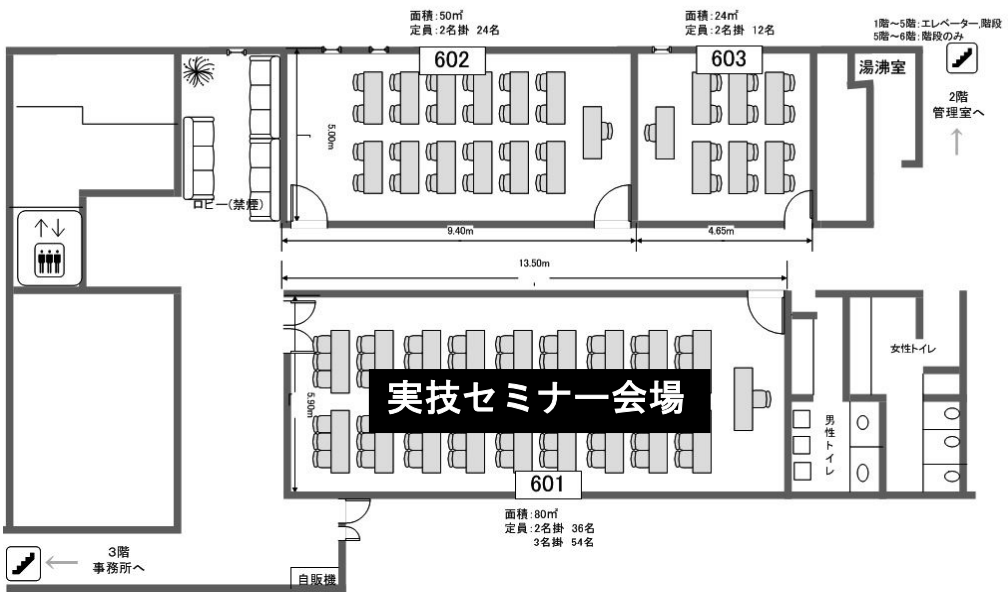 面積:50㎡
定員:2名掛 24名
602
面積:24㎡
定員:2名掛 12名
603
1階~5階:エレベーター,階段
5階~6階:階段のみ
湯沸室
2階
管理室へ
5.00m
ロビー(禁煙)
9.40m
4.65m
13.50m
5.90m
実技セミナー会場
女性トイレ
男性トイレ
601
面積:80㎡
定員:2名掛 36名
3名掛 54名
3階
事務所へ
自販機